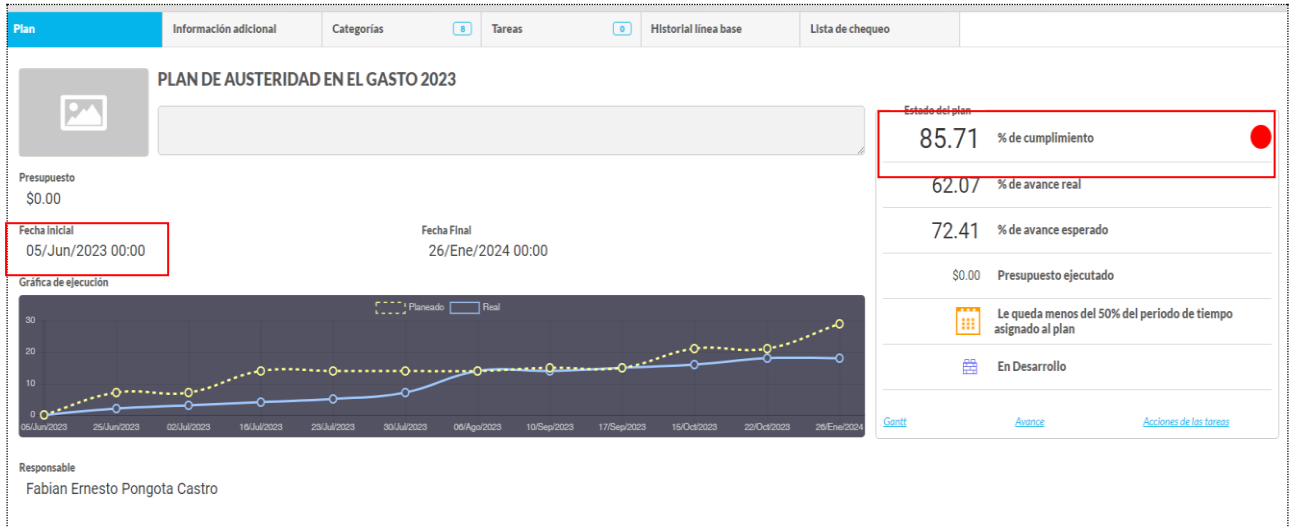 Plan Información adicional Categorías 8 Tareas 0 Historial línea base Lista de chequeo
PLAN DE AUSTERIDAD EN EL GASTO 2023
Estado del plan
85.71 % de cumplimiento
Presupuesto
$0.00
62.07 % de avance real
Fecha inicial Fecha Final
05/Jun/2023 00:00 26/Ene/2024 00:00
72.41 % de avance esperado
$0.00 Presupuesto ejecutado
Gráfica de ejecución
Planeado Real
30
20
10
0
05/Jun/2023 25/Jun/2023 02/Jul/2023 16/Jul/2023 23/Jul/2023 30/Jul/2023 06/Ago/2023 10/Sep/2023 17/Sep/2023 15/Oct/2023 22/Oct/2023 26/Ene/2024
Le queda menos del 50% del periodo de tiempo
asignado al plan
En Desarrollo
Gantt Avance Acciones de las tareas
Responsable
Fabian Ernesto Pongota Castro